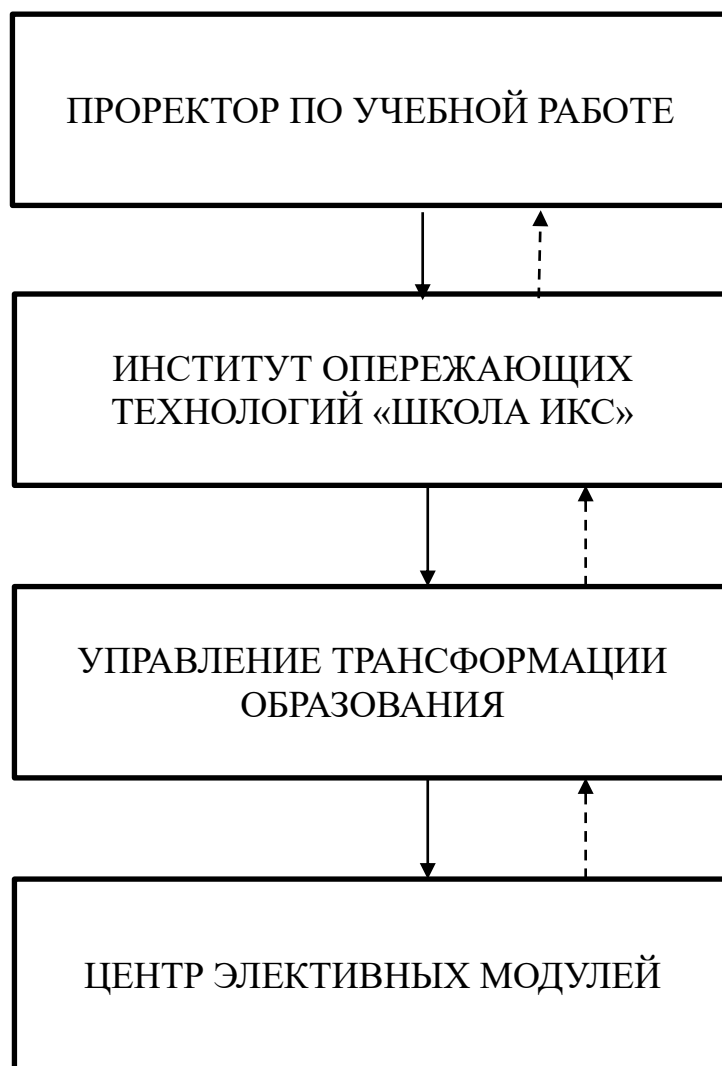 ПРОРЕКТОР ПО УЧЕБНОЙ РАБОТЕ
ИНСТИТУТ ОПЕРЕЖАЮЩИХ
ТЕХНОЛОГИЙ «ШКОЛА ИКС»
УПРАВЛЕНИЕ ТРАНСФОРМАЦИИ
ОБРАЗОВАНИЯ
ЦЕНТР ЭЛЕКТИВНЫХ МОДУЛЕЙ